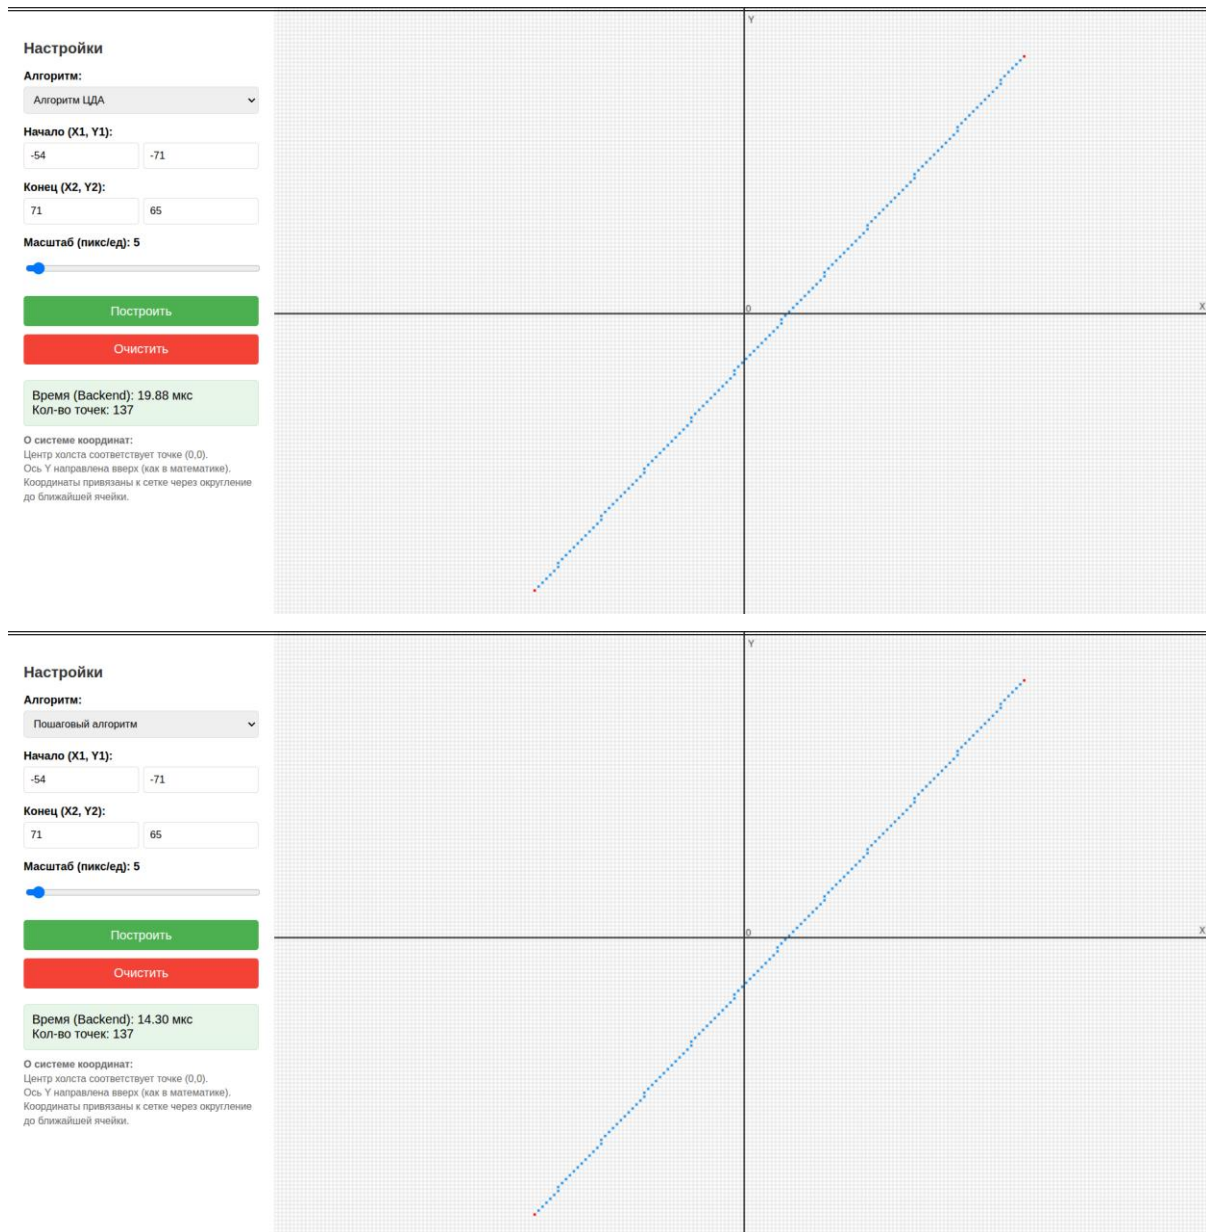 Y
Настройки
Алгоритм:
Алгоритм ЦДА
Начало (X1, Y1):
-54 -71
Конец (X2, Y2):
71 65
Масштаб (пикс/ед): 5
0
X
Построить
Очистить
Время (Backend): 19.88 мкс
Кол-во точек: 137
О системе координат:
Центр холста соответствует точке (0,0).
Ось Y направлена вверх (как в математике).
Координаты привязаны к сетке через округление
до ближайшей ячейки.
Y
Настройки
Алгоритм:
Пошаговый алгоритм
Начало (X1, Y1):
-54 -71
Конец (X2, Y2):
71 65
Масштаб (пикс/ед): 5
0
X
Построить
Очистить
Время (Backend): 14.30 мкс
Кол-во точек: 137
О системе координат:
Центр холста соответствует точке (0,0).
Ось Y направлена вверх (как в математике).
Координаты привязаны к сетке через округление
до ближайшей ячейки.